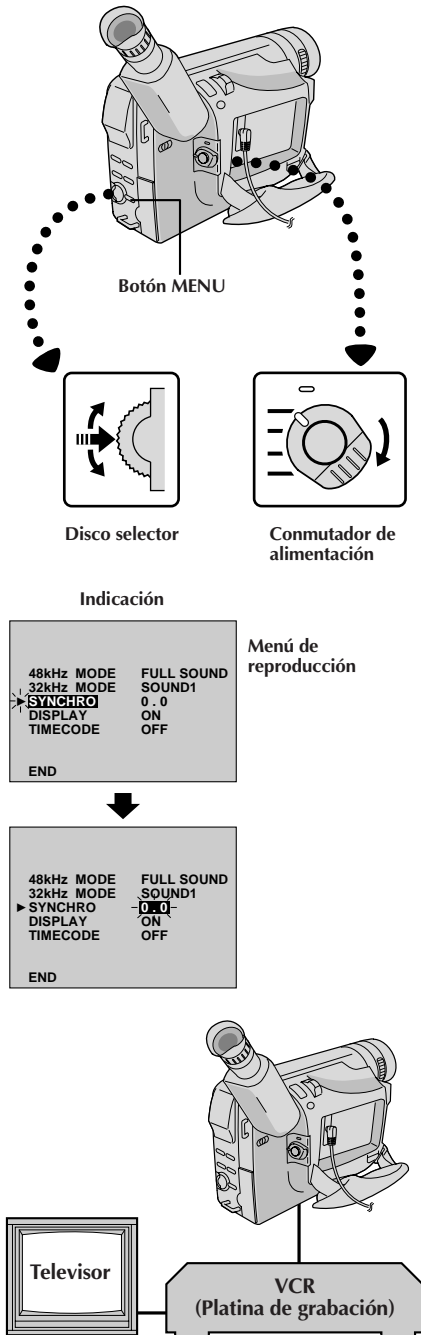 Botón MENU
Disco selector
Conmutador de
alimentación
Indicación
Menú de
reproducción
48kHz MODE FULL SOUND
32kHz MODE SOUND1
►SYNCHRO 0 . 0
DISPLAY ON
TIMECODE OFF
END
48kHz MODE FULL SOUND
32kHz MODE SOUND1
►SYNCHRO 0 . 0
DISPLAY ON
TIMECODE OFF
END
Televisor
VCR
(Platina de grabación)